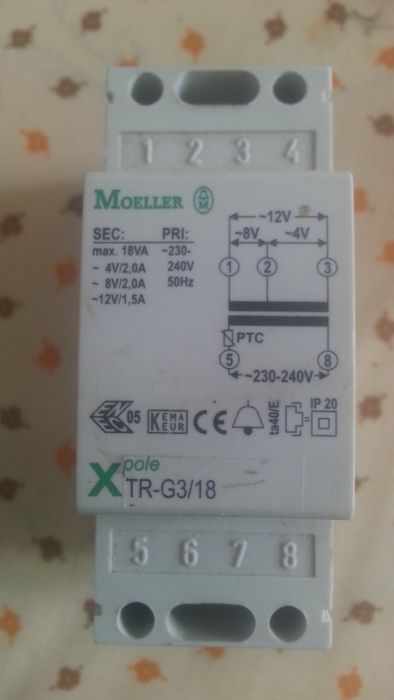 1 2 3 4
MOELLER
SEC: PRI:
max. 18VA ~230-
~ 4V/2,0A 240V
~ 8V/2,0A 50Hz
~12V/1,5A
~12V
~8V ~4V
1 2 3
PTC
5 8
~230-240V
05
KEMA
KEUR
CE
ta40/E
IP 20
Xpole
TR-G3/18
5 6 7 8